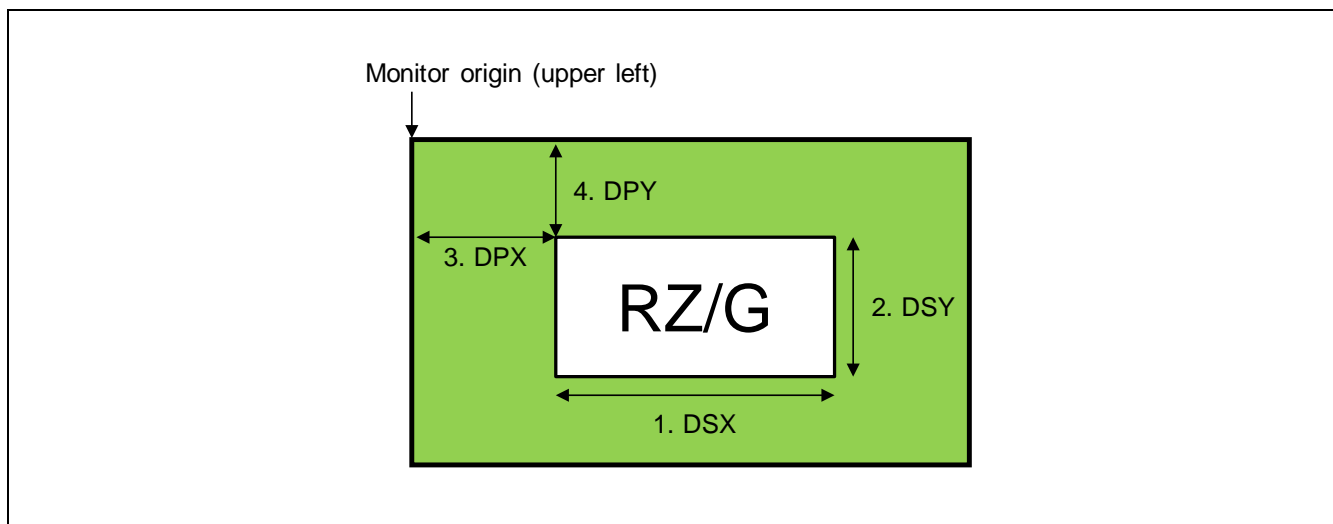 Monitor origin (upper left)
4. DPY
3. DPX
RZ/G
2. DSY
1. DSX